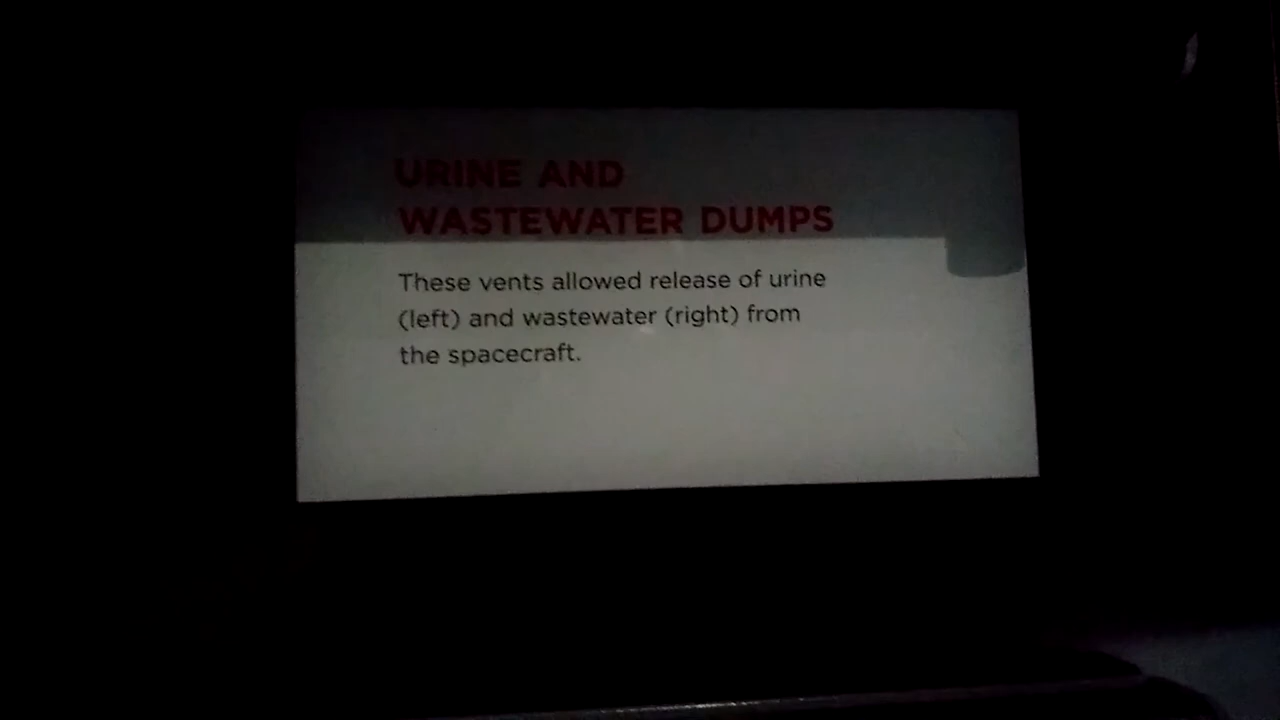 URINE AND
WASTEWATER DUMPS
These vents allowed release of urine
(left) and wastewater (right) from
the spacecraft.